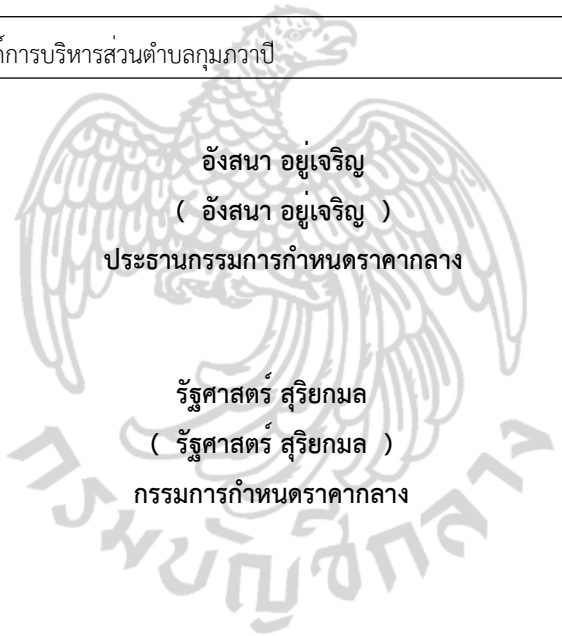 การบริหารส่วนตำบลกุมภวาปี
อังสนา อยู่เจริญ
( อังสนา อยู่เจริญ )
ประธานกรรมการกำหนดราคากลาง
รัฐศาสตร์ สุริยกมล
( รัฐศาสตร์ สุริยกมล )
กรรมการกำหนดราคากลาง
กรมบัญชีกลาง